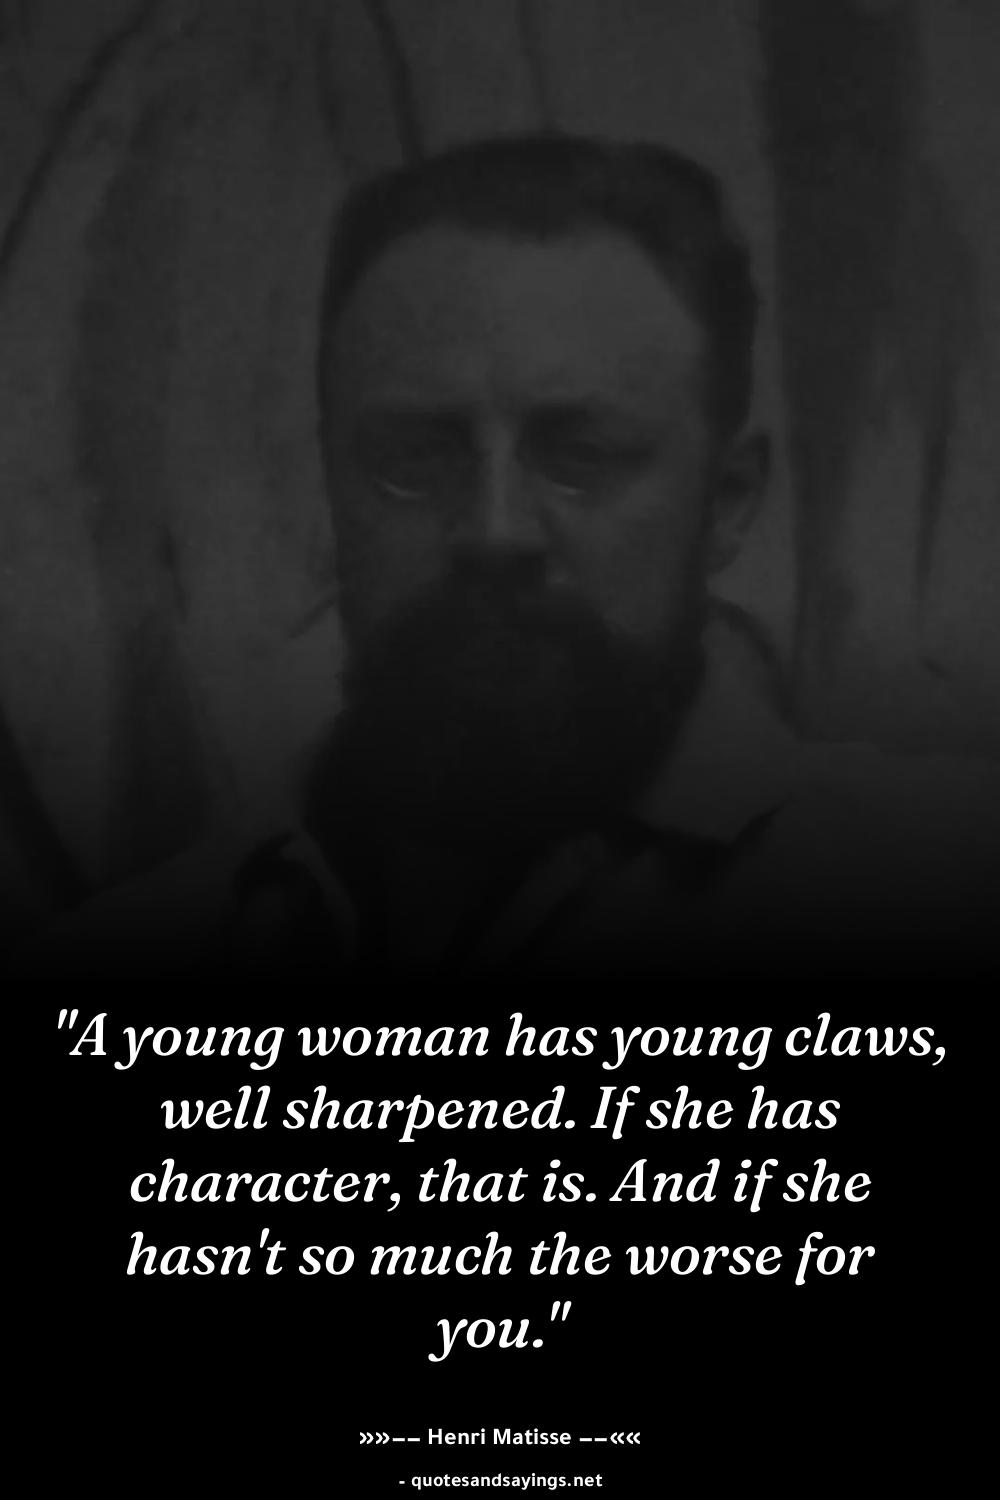 "A young woman has young claws,
well sharpened. If she has
character, that is. And if she
hasn't so much the worse for
you."
»»–– Henri Matisse ––««
- quotesandsayings.net